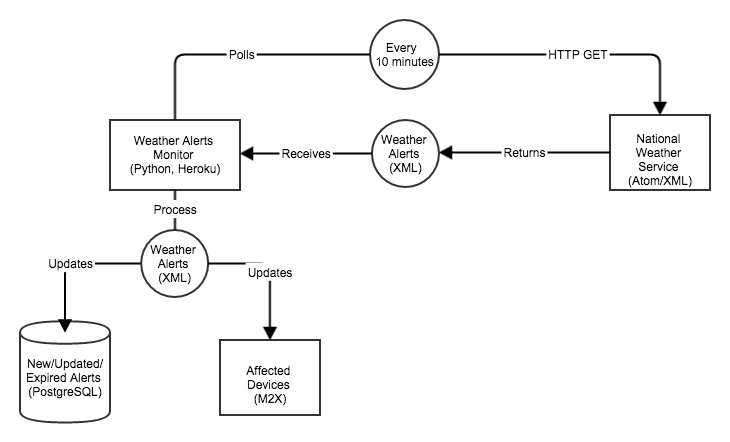 Polls
Every
10 minutes
HTTP GET
Weather Alerts
Monitor
(Python, Heroku)
Receives
Weather
Alerts
(XML)
Returns
National
Weather
Service
(Atom/XML)
Process
Weather
Alerts
(XML)
Updates
Updates
New/Updated/
Expired Alerts
(PostgreSQL)
Affected
Devices
(M2X)